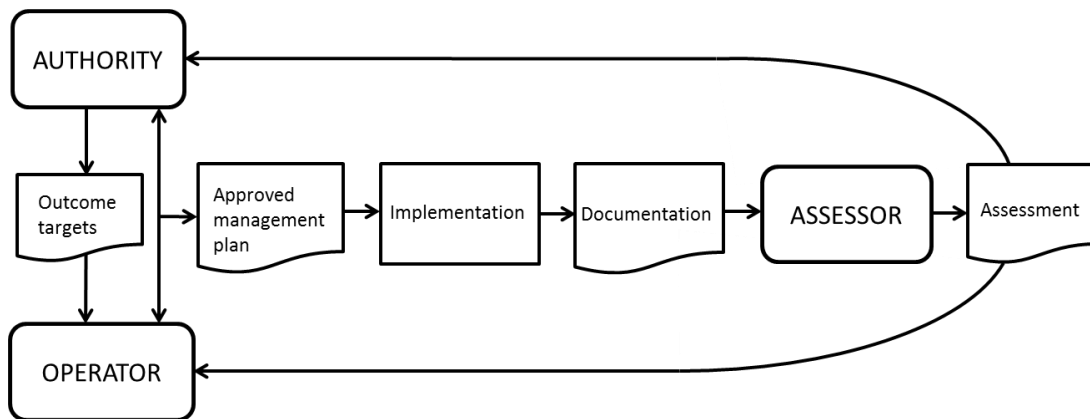 AUTHORITY
Outcome
targets
Approved
management
plan
Implementation
Documentation
ASSESSOR
Assessment
OPERATOR